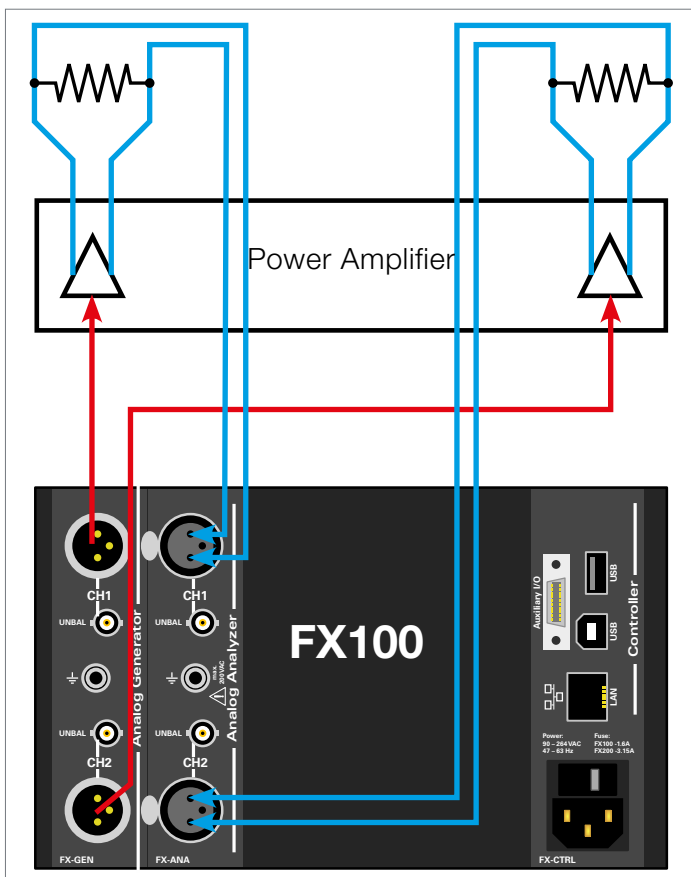 Power Amplifier
CH1
UNBAL
UNBAL
CH2
FX-GEN
Analog Generator
CH1
UNBAL
max.
200VAC
UNBAL
CH2
FX-ANA
Analog Analyzer
FX100
Auxiliary I/O
USB
USB
LAN
Controller
Power:
90 – 264 VAC
47 – 63 Hz
Fuse:
FX100 -1.6A
FX200 -3.15A
FX-CTRL